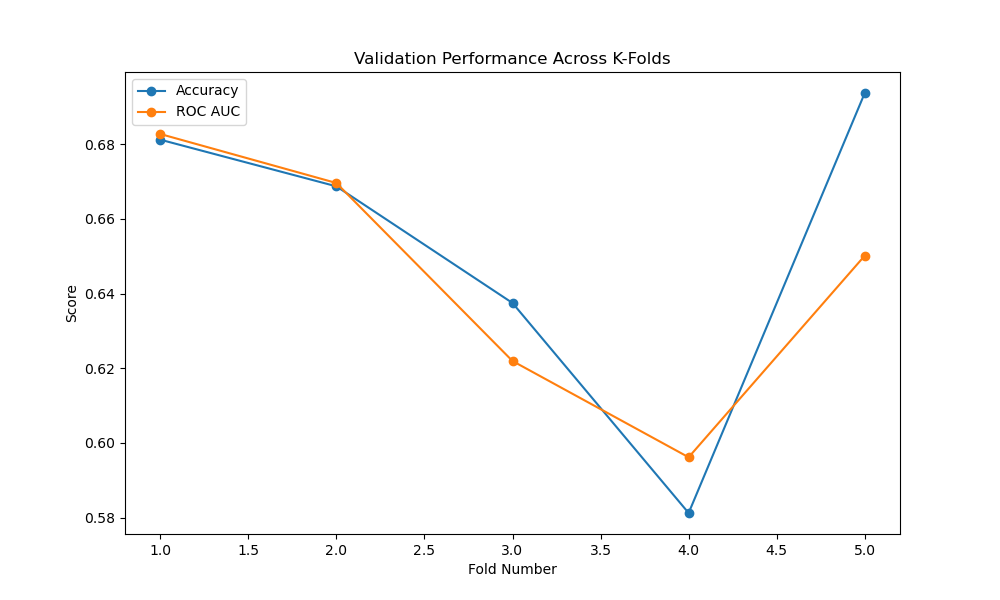 Validation Performance Across K-Folds
Accuracy
ROC AUC
Score
0.68
0.66
0.64
0.62
0.60
0.58
1.0 1.5 2.0 2.5 3.0 3.5 4.0 4.5 5.0
Fold Number